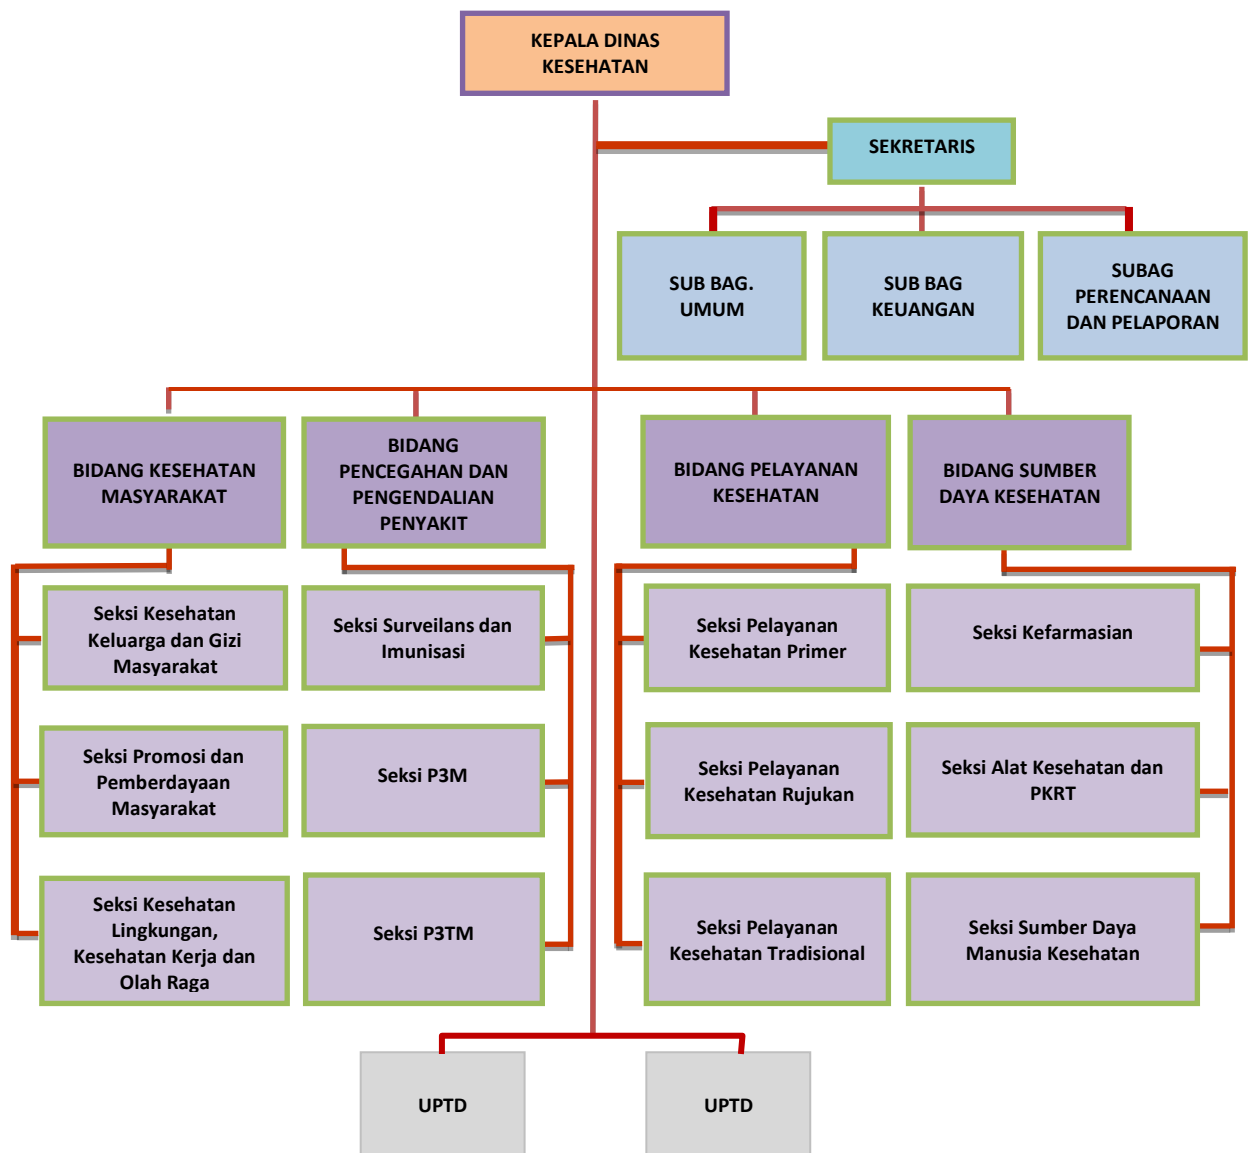 KEPALA DINAS
KESEHATAN
SEKRETARIS
SUB BAG.
UMUM
SUB BAG
KEUANGAN
SUBAG
PERENCANAAN
DAN PELAPORAN
BIDANG KESEHATAN
MASYARAKAT
BIDANG
PENCEGAHAN DAN
PENGENDALIAN
PENYAKIT
BIDANG PELAYANAN
KESEHATAN
BIDANG SUMBER
DAYA KESEHATAN
Seksi Kesehatan
Keluarga dan Gizi
Masyarakat
Seksi Surveilans dan
Imunisasi
Seksi Pelayanan
Kesehatan Primer
Seksi Kefarmasian
Seksi Promosi dan
Pemberdayaan
Masyarakat
Seksi P3M
Seksi Pelayanan
Kesehatan Rujukan
Seksi Alat Kesehatan dan
PKRT
Seksi Kesehatan
Lingkungan,
Kesehatan Kerja dan
Olah Raga
Seksi P3TM
Seksi Pelayanan
Kesehatan Tradisional
Seksi Sumber Daya
Manusia Kesehatan
UPTD
UPTD